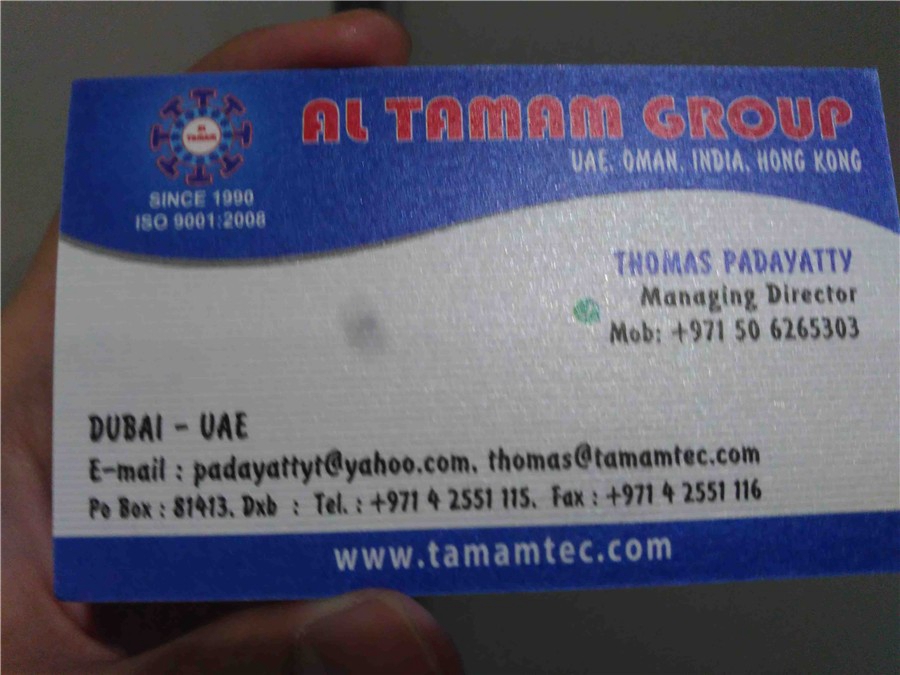 AL TAMAM GROUP
UAE. OMAN. INDIA. HONG KONG
AL
TAMAM
SINCE 1990
ISO 9001:2008
THOMAS PADAYATTY
Managing Director
Mob: +971 50 6265303
DUBAI - UAE
E-mail : padayattyt@yahoo.com. thomas@tamamtec.com
Po Box : 81413. Dxb : Tel. : +971 4 2551 115. Fax : +971 4 2551 116
www.tamamtec.com